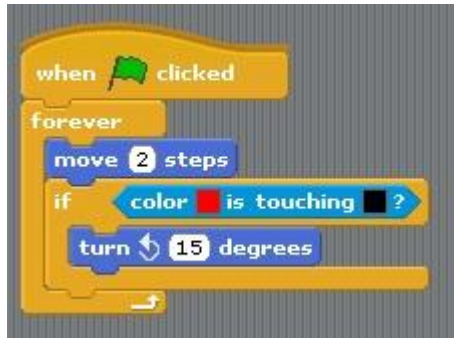 when clicked
forever
move 2 steps
if color is touching ?
turn 15 degrees